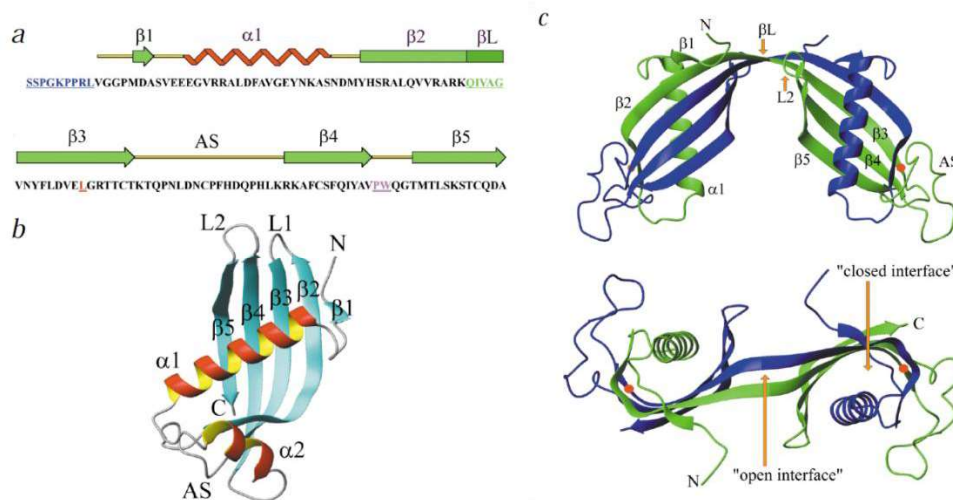 a
β1 α1 β2 βL
SSPGKPPRLVGGPMDASVEEEGVRRALDFAVGEYNKASNDMYHSRALQVVRARKQIVAG
β3 AS β4 β5
VNYFLDVELGRTTCTKTQPNLDNCPFHDQPHLKRKAFCSFQIYAVPWQGTMTLSKSTCQDA
b
L2 L1 N
β5 β4 β3 β2 β1
α1
C
α2
AS
c
N βL
β1
L2
β2
β3
β5 β4 AS
α1
"closed interface"
C
N "open interface"